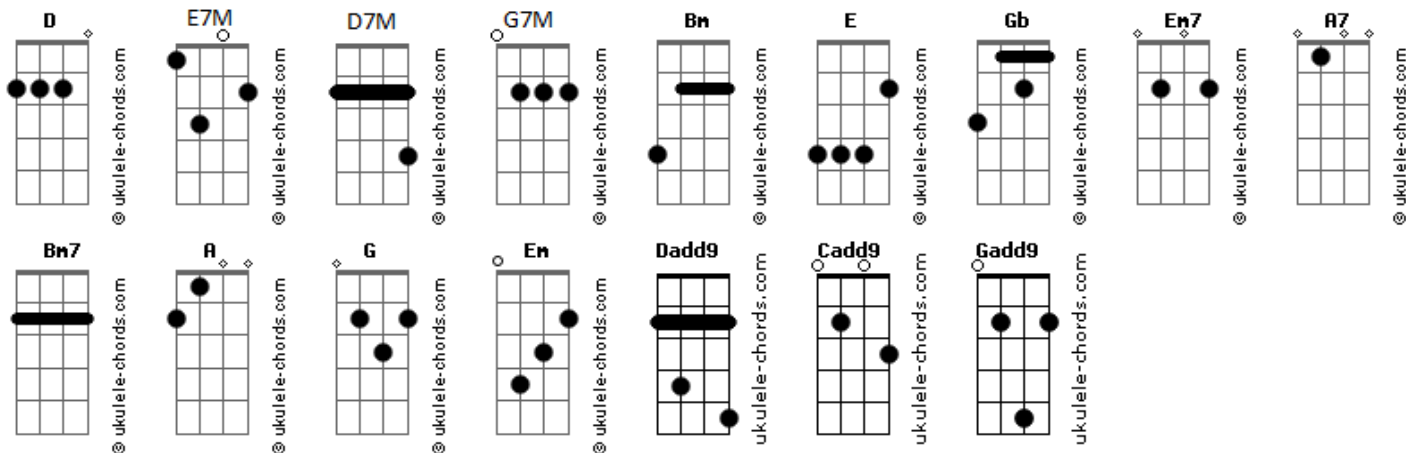 D E7M D7M G7M Bm E Gb Em7 A7
© ukulele-chords.com © ukulele-chords.com © ukulele-chords.com © ukulele-chords.com © ukulele-chords.com © ukulele-chords.com © ukulele-chords.com © ukulele-chords.com © ukulele-chords.com
Bm7 A G Em Dadd9 Cadd9 Gadd9
© ukulele-chords.com © ukulele-chords.com © ukulele-chords.com © ukulele-chords.com ukulele-chords.com ukulele-chords.com ukulele-chords.com